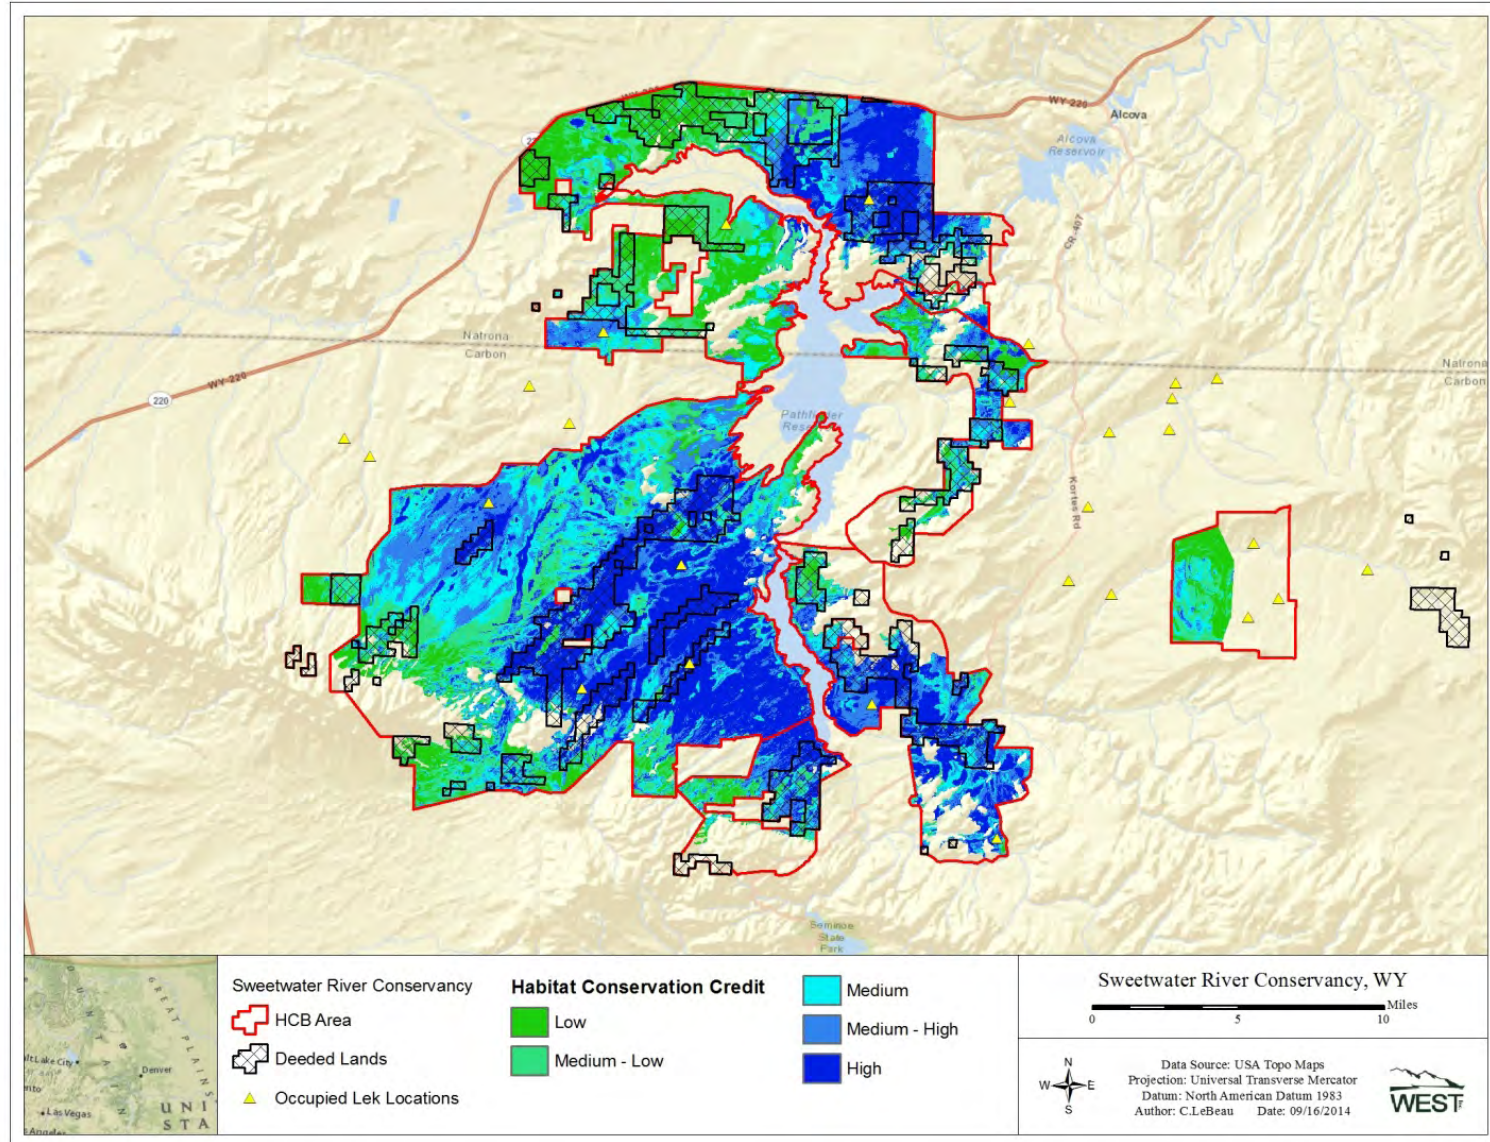 WY-220
Alcova
Alcova
Reservoir
CR-407
Natrona
Carbon
Natrona
Carbon
WY-220
220
Pathfinder
Kortes Rd
Seminoe
State
Park
Sweetwater River Conservancy
HCB Area
Deeded Lands
Occupied Lek Locations
Habitat Conservation Credit
Low
Medium - Low
Medium
Medium - High
High
Sweetwater River Conservancy, WY
Miles
0 5 10
N
W E
S
Data Source: USA Topo Maps
Projection: Universal Transverse Mercator
Datum: North American Datum 1983
Author: C.LeBeau Date: 09/16/2014
WEST
GREAT PLAINS
Lake City
Denver
Las Vegas
UNI
STA